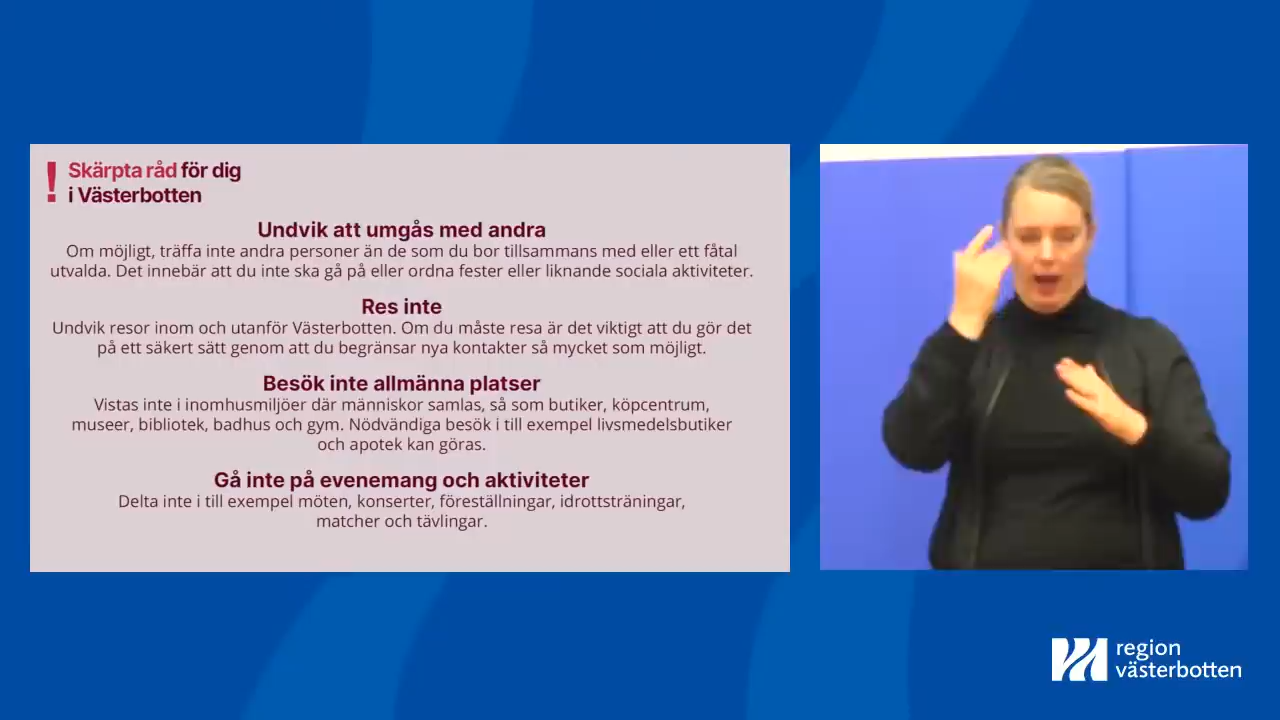 ! Skärpta råd för dig
i Västerbotten
Undvik att umgås med andra
Om möjligt, träffa inte andra personer än de som du bor tillsammans med eller ett fåtal
utvalda. Det innebär att du inte ska gå på eller ordna fester eller liknande sociala aktiviteter.
Res inte
Undvik resor inom och utanför Västerbotten. Om du måste resa är det viktigt att du gör det
på ett säkert sätt genom att du begränsar nya kontakter så mycket som möjligt.
Besök inte allmänna platser
Vistas inte i inomhusmiljöer där människor samlas, så som butiker, köpcentrum,
museer, bibliotek, badhus och gym. Nödvändiga besök i till exempel livsmedelsbutiker
och apotek kan göras.
Gå inte på evenemang och aktiviteter
Delta inte i till exempel möten, konserter, föreställningar, idrottsträningar,
matcher och tävlingar.
region
västerbotten